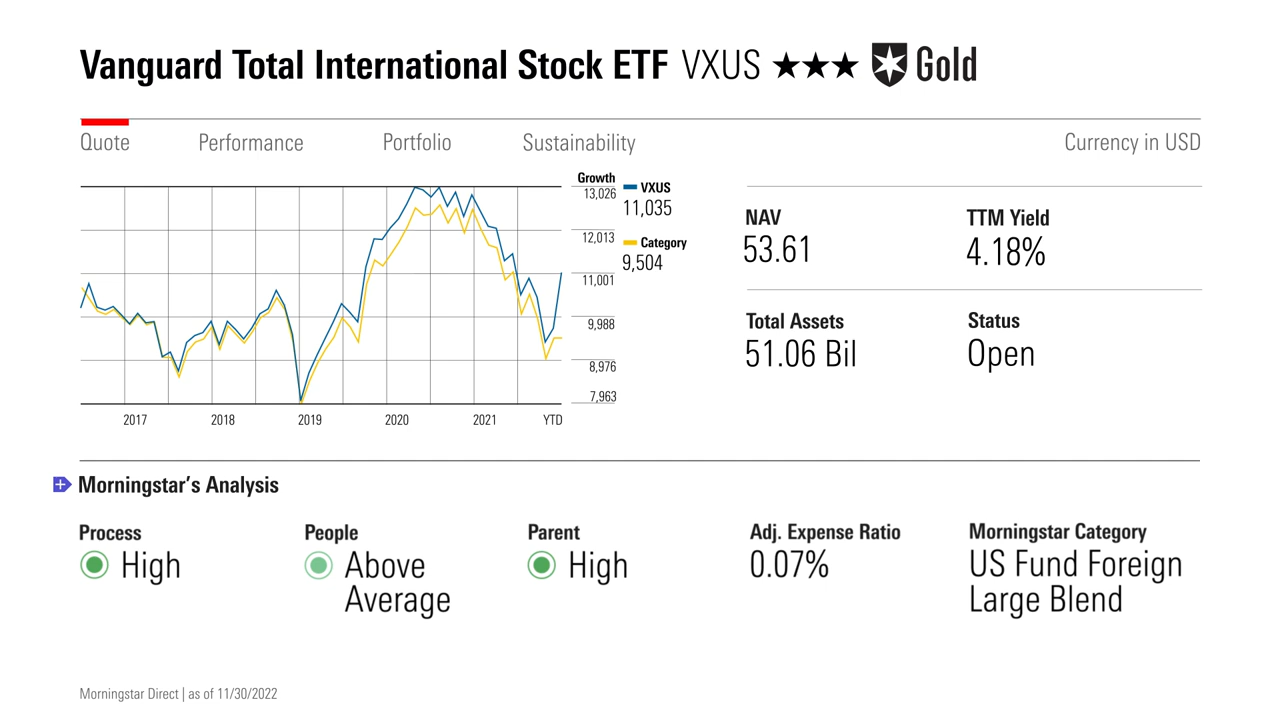 Vanguard Total International Stock ETF VXUS ★★★ Gold
Quote Performance Portfolio Sustainability Currency in USD
Growth
13,026
12,013
11,001
9,988
8,976
7,963
VXUS
11,035
Category
9,504
2017 2018 2019 2020 2021 YTD
NAV
53.61
TTM Yield
4.18%
Total Assets
51.06 Bil
Status
Open
Morningstar’s Analysis
Process
High
People
Above
Average
Parent
High
Adj. Expense Ratio
0.07%
Morningstar Category
US Fund Foreign
Large Blend
Morningstar Direct | as of 11/30/2022